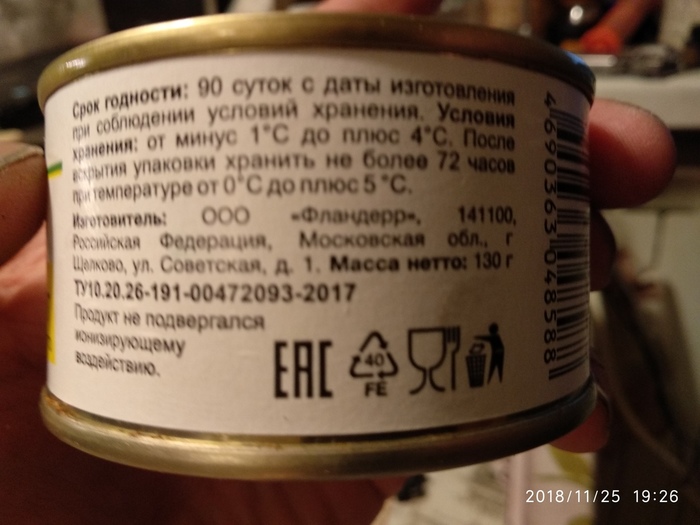 Срок годности: 90 суток с даты изготовления
при соблюдении условий хранения. Условия
хранения: от минус 1°С до плюс 4°С. После
вскрытия упаковки хранить не более 72 часов
при температуре от 0°С до плюс 5 °С.
Изготовитель: ООО «Фландерр», 141100,
Российская Федерация, Московская обл., г
Щелково, ул. Советская, д. 1. Масса нетто: 130 г
ТУ10.20.26-191-00472093-2017
Продукт не подвергался
ионизирующему
воздействию.
EAC
40
FE
4 690363 048588
2018/11/25 19:26